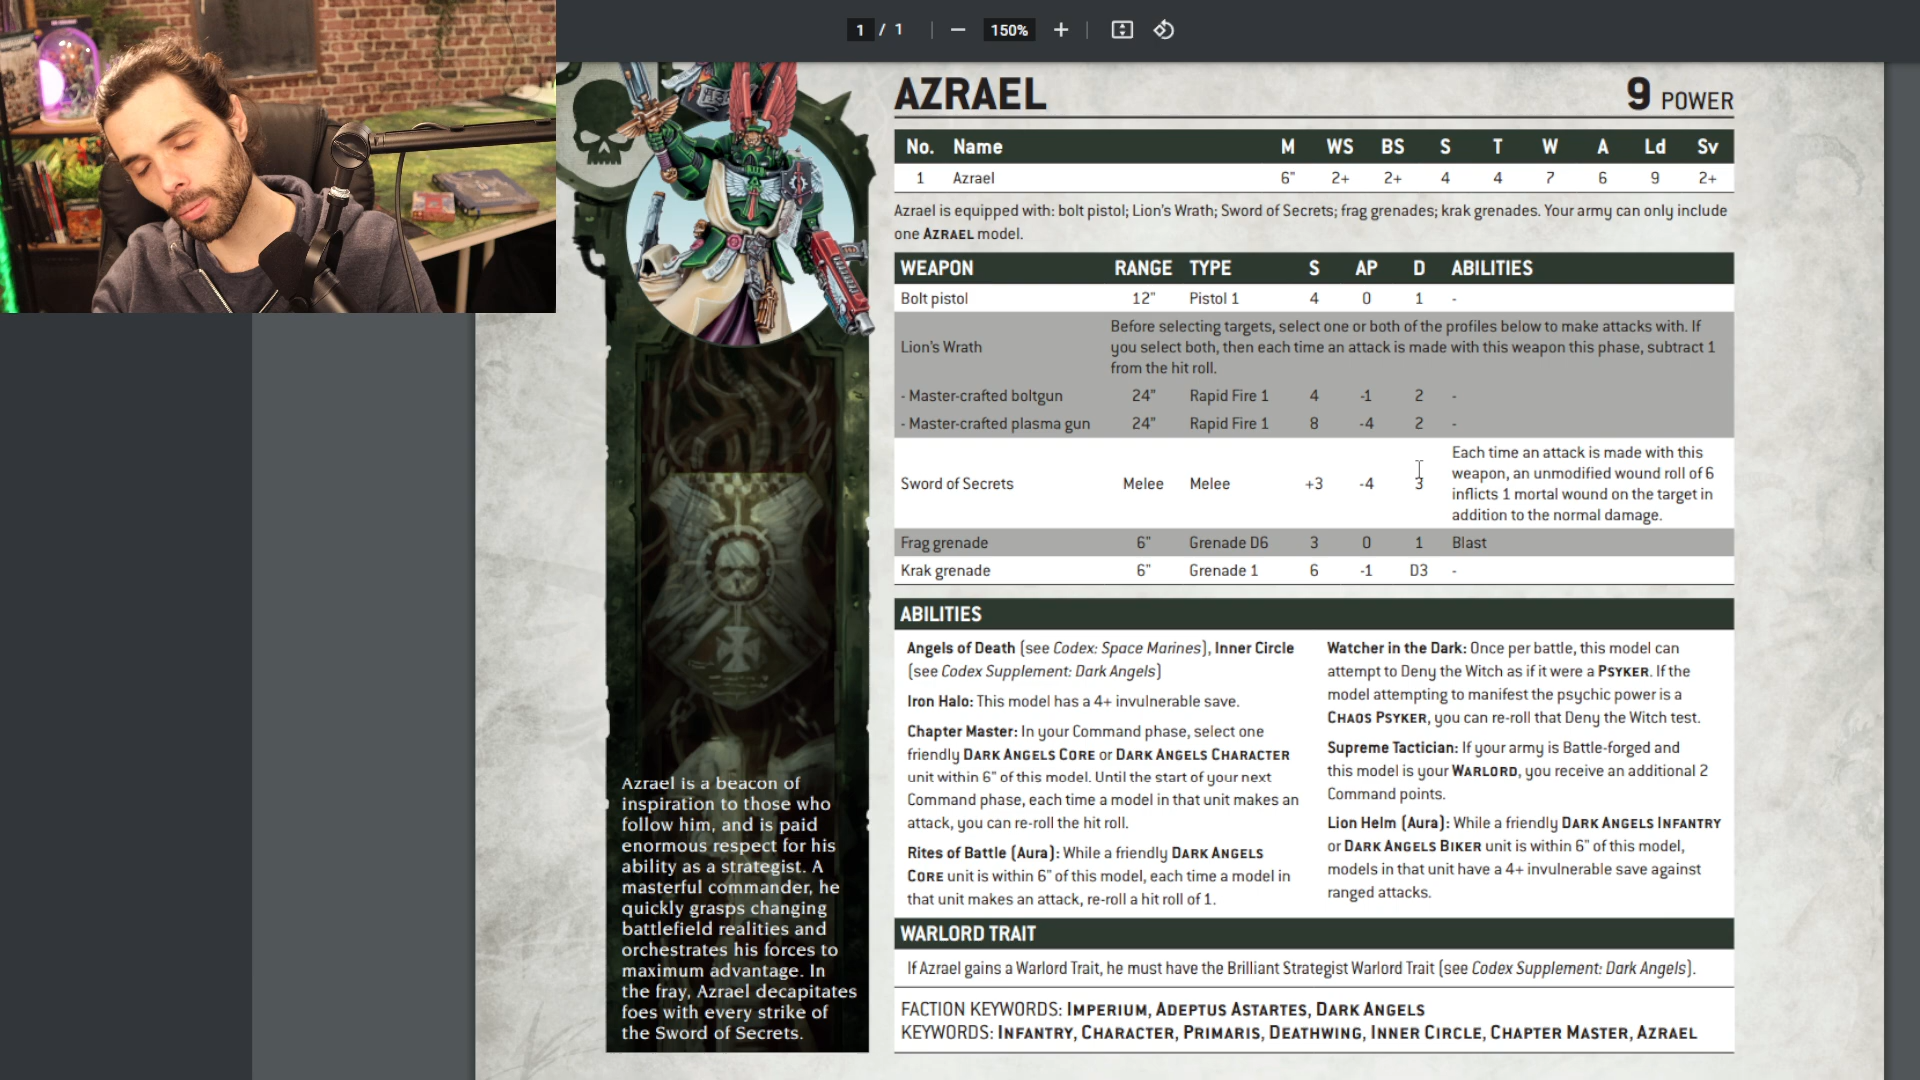 1 / 1 150%
AZRAEL 9 POWER
No. Name M WS BS S T W A Ld Sv
1 Azrael 6" 2+ 2+ 4 4 7 6 9 2+
Azrael is equipped with: bolt pistol; Lion's Wrath; Sword of Secrets; frag grenades; krak grenades. Your army can only include
one AZRAEL model.
WEAPON RANGE TYPE S AP D ABILITIES
Bolt pistol 12" Pistol 1 4 0 1 -
Lion's Wrath
Before selecting targets, select one or both of the profiles below to make attacks with. If
you select both, then each time an attack is made with this weapon this phase, subtract 1
from the hit roll.
- Master-crafted boltgun 24" Rapid Fire 1 4 -1 2 -
- Master-crafted plasma gun 24" Rapid Fire 1 8 -4 2 -
Sword of Secrets Melee Melee +3 -4 3
Each time an attack is made with this
weapon, an unmodified wound roll of 6
inflicts 1 mortal wound on the target in
addition to the normal damage.
Frag grenade 6" Grenade D6 3 0 1 Blast
Krak grenade 6" Grenade 1 6 -1 D3 -
ABILITIES
Angels of Death (see Codex: Space Marines), Inner Circle
(see Codex Supplement: Dark Angels)
Iron Halo: This model has a 4+ invulnerable save.
Chapter Master: In your Command phase, select one
friendly DARK ANGELS CORE or DARK ANGELS CHARACTER
unit within 6" of this model. Until the start of your next
Command phase, each time a model in that unit makes an
attack, you can re-roll the hit roll.
Rites of Battle (Aura): While a friendly DARK ANGELS
CORE unit is within 6" of this model, each time a model in
that unit makes an attack, re-roll a hit roll of 1.
Watcher in the Dark: Once per battle, this model can
attempt to Deny the Witch as if it were a PSYKER. If the
model attempting to manifest the psychic power is a
CHAOS PSYKER, you can re-roll that Deny the Witch test.
Supreme Tactician: If your army is Battle-forged and
this model is your WARLORD, you receive an additional 2
Command points.
Lion Helm (Aura): While a friendly DARK ANGELS INFANTRY
or DARK ANGELS BIKER unit is within 6" of this model,
models in that unit have a 4+ invulnerable save against
ranged attacks.
WARLORD TRAIT
If Azrael gains a Warlord Trait, he must have the Brilliant Strategist Warlord Trait (see Codex Supplement: Dark Angels).
FACTION KEYWORDS: IMPERIUM, ADEPTUS ASTARTES, DARK ANGELS
KEYWORDS: INFANTRY, CHARACTER, PRIMARIS, DEATHWING, INNER CIRCLE, CHAPTER MASTER, AZRAEL
Azrael is a beacon of
inspiration to those who
follow him, and is paid
enormous respect for his
ability as a strategist. A
masterful commander, he
quickly grasps changing
battlefield realities and
orchestrates his forces to
maximum advantage. In
the fray, Azrael decapitates
foes with every strike of
the Sword of Secrets.